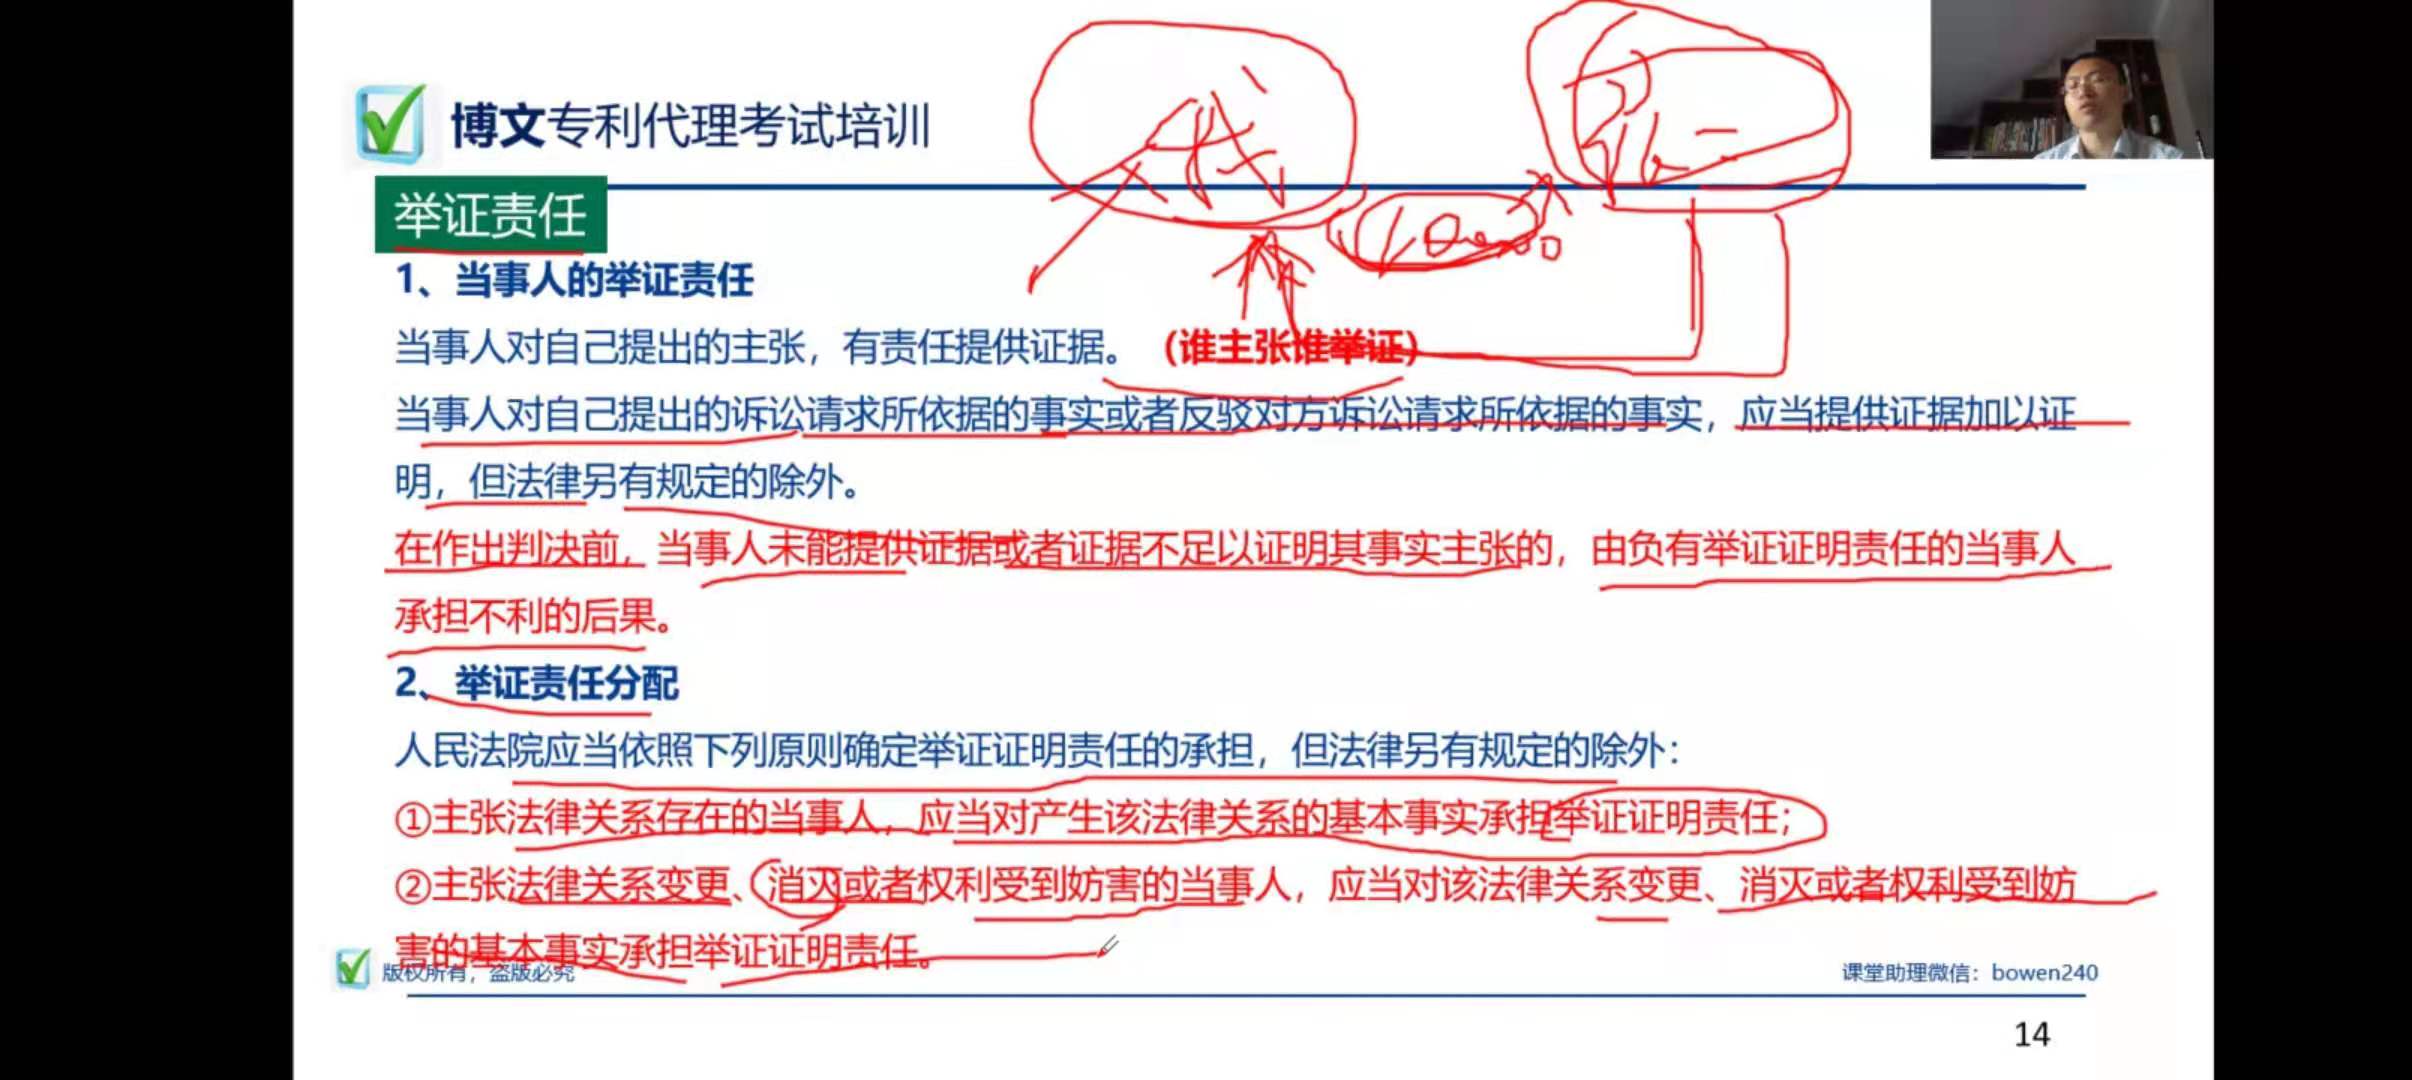 博文专利代理考试培训
举证责任
1、当事人的举证责任
当事人对自己提出的主张，有责任提供证据。（谁主张谁举证）
当事人对自己提出的诉讼请求所依据的事实或者反驳对方诉讼请求所依据的事实，应当提供证据加以证
明，但法律另有规定的除外。
在作出判决前，当事人未能提供证据或者证据不足以证明其事实主张的，由负有举证证明责任的当事人
承担不利的后果。
2、举证责任分配
人民法院应当依照下列原则确定举证证明责任的承担，但法律另有规定的除外：
①主张法律关系存在的当事人，应当对产生该法律关系的基本事实承担举证证明责任；
②主张法律关系变更、消灭或者权利受到妨害的当事人，应当对该法律关系变更、消灭或者权利受到妨
害的基本事实承担举证证明责任。
版权所有，盗版必究
课堂助理微信：bowen240
14